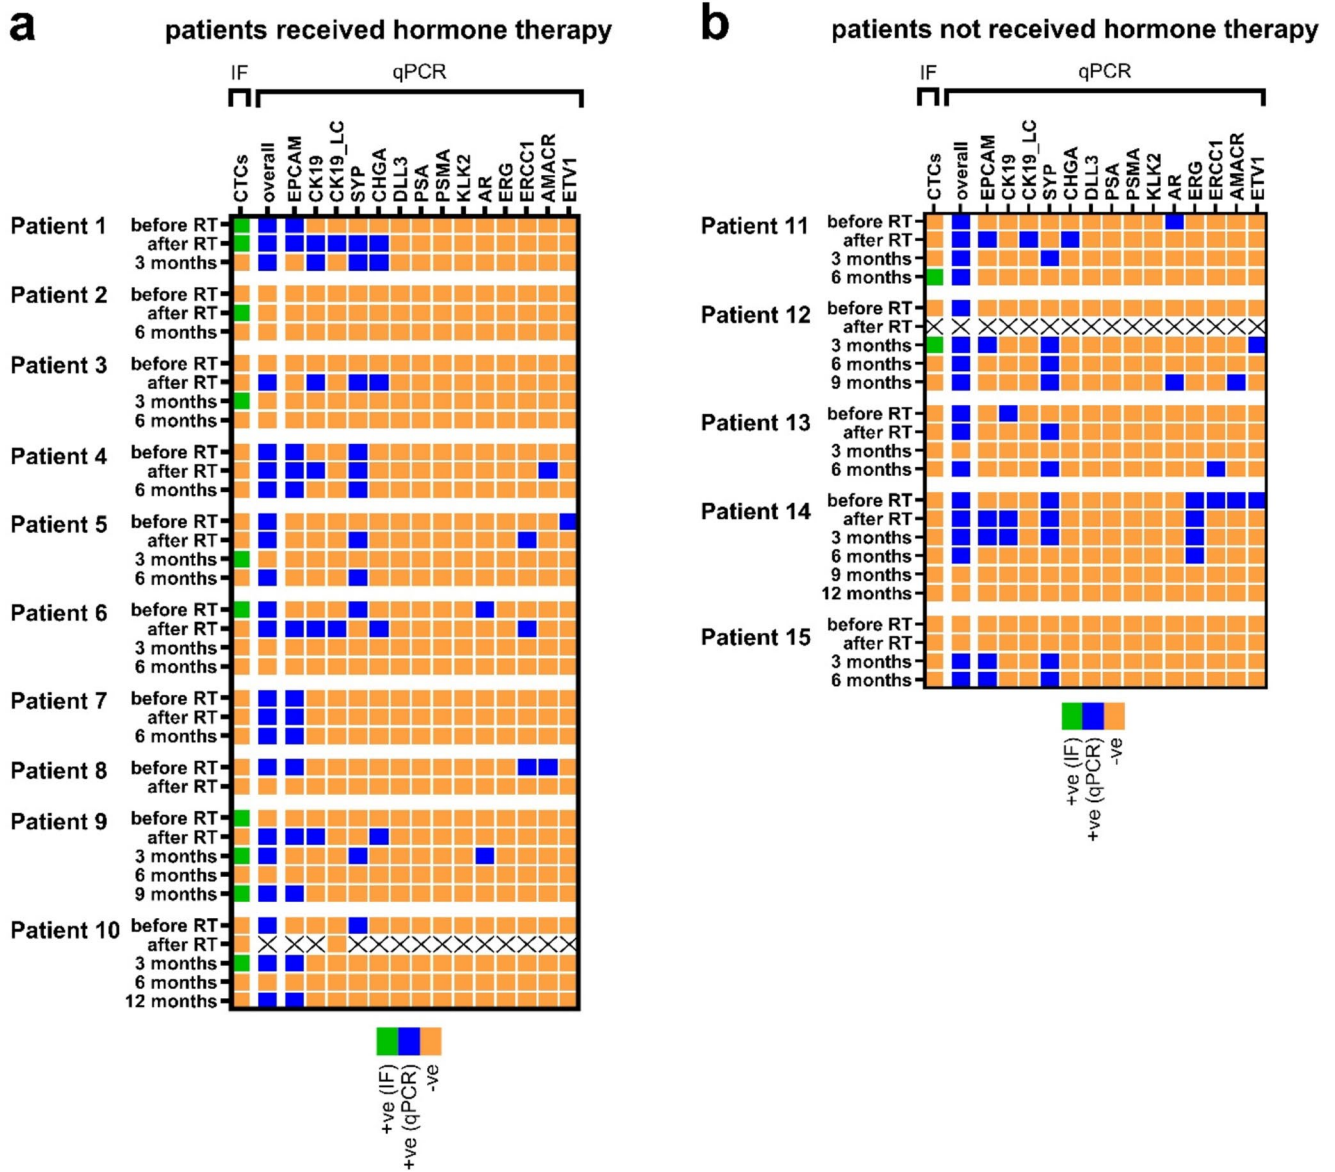 a patients received hormone therapy
IF qPCR
CTCs overall EPCAM CK19 CK19_LC SYP CHGA DLL3 PSA PSMA KLK2 AR ERG ERCC1 AMACR ETV1
Patient 1 before RT
after RT
3 months
Patient 2 before RT
after RT
6 months
Patient 3 before RT
after RT
3 months
6 months
Patient 4 before RT
after RT
6 months
Patient 5 before RT
after RT
3 months
6 months
Patient 6 before RT
after RT
3 months
6 months
Patient 7 before RT
after RT
6 months
Patient 8 before RT
after RT
Patient 9 before RT
after RT
3 months
6 months
9 months
Patient 10 before RT
after RT
3 months
6 months
12 months
+ve (IF)
+ve (qPCR)
-ve
b patients not received hormone therapy
IF qPCR
CTCs overall EPCAM CK19 CK19_LC SYP CHGA DLL3 PSA PSMA KLK2 AR ERG ERCC1 AMACR ETV1
Patient 11 before RT
after RT
3 months
6 months
Patient 12 before RT
after RT
3 months
6 months
9 months
Patient 13 before RT
after RT
3 months
6 months
Patient 14 before RT
after RT
3 months
6 months
9 months
12 months
Patient 15 before RT
after RT
3 months
6 months
+ve (IF)
+ve (qPCR)
-ve